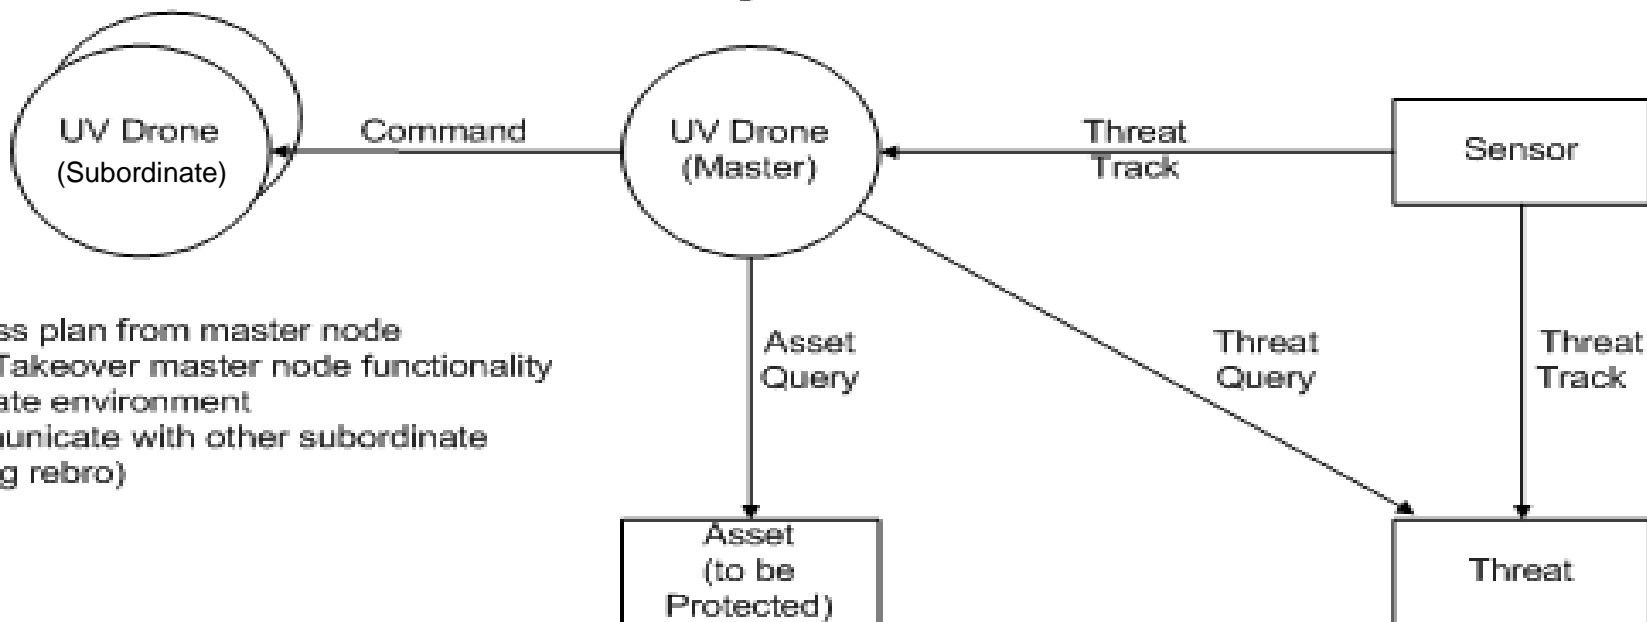 UV Drone
(Subordinate)
Command
UV Drone
(Master)
Threat
Track
Sensor
ss plan from master node
Takeover master node functionality
ate environment
unicate with other subordinate
g rebro)
Asset
Query
Threat
Query
Threat
Track
Asset
(to be
Protected)
Threat